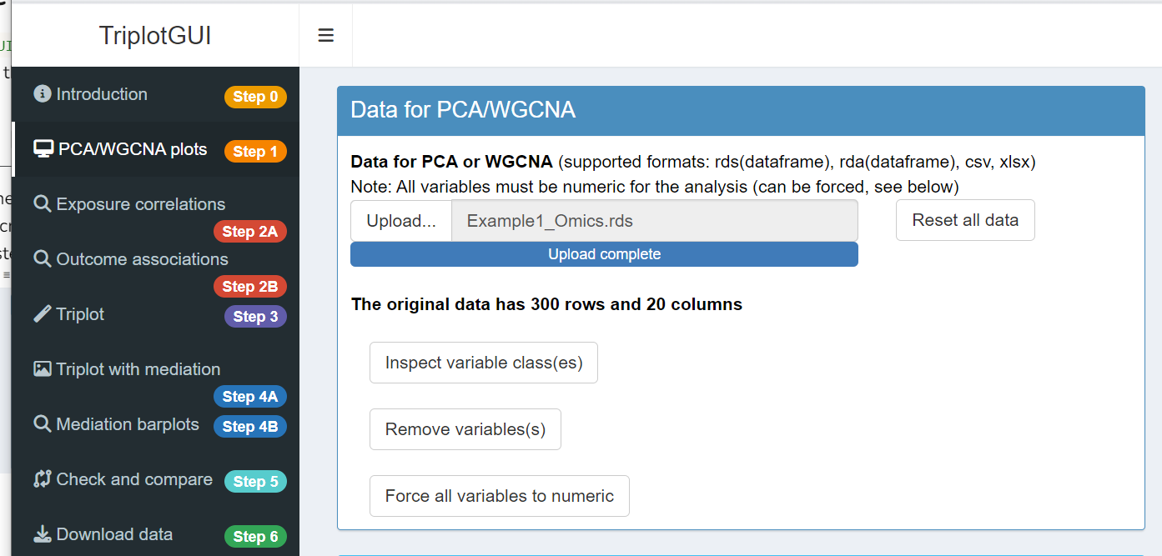 TriplotGUI
Introduction
Step 0
PCA/WGCNA plots
Step 1
Exposure correlations
Step 2A
Outcome associations
Step 2B
Triplot
Step 3
Triplot with mediation
Step 4A
Mediation barplots
Step 4B
Check and compare
Step 5
Download data
Step 6
Data for PCA/WGCNA
Data for PCA or WGCNA (supported formats: rds(dataframe), rda(dataframe), csv, xlsx)
Note: All variables must be numeric for the analysis (can be forced, see below)
Upload... Example1_Omics.rds
Reset all data
Upload complete
The original data has 300 rows and 20 columns
Inspect variable class(es)
Remove variables(s)
Force all variables to numeric